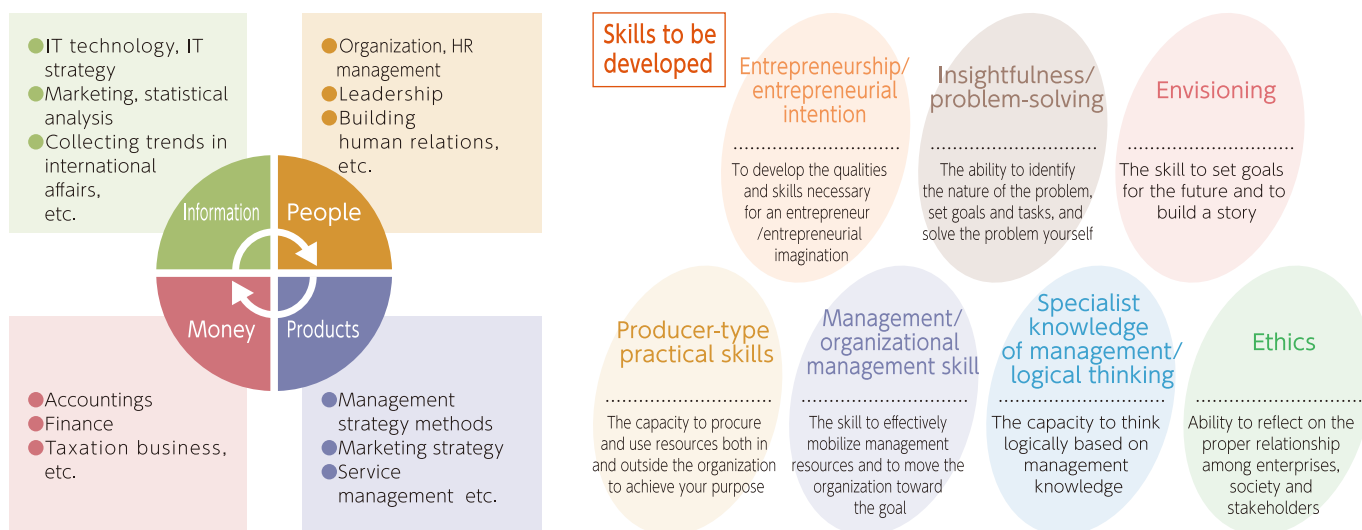 ●IT technology, IT
strategy
●Marketing, statistical
analysis
●Collecting trends in
international
affairs,
etc.
●Organization, HR
management
●Leadership
●Building
human relations,
etc.
Information
People
Money
Products
●Accountings
●Finance
●Taxation business,
etc.
●Management
strategy methods
●Marketing strategy
●Service
management etc.
Skills to be
developed
Entrepreneurship/
entrepreneurial
intention
To develop the qualities
and skills necessary
for an entrepreneur
/entrepreneurial
imagination
Insightfulness/
problem-solving
The ability to identify
the nature of the problem,
set goals and tasks, and
solve the problem yourself
Envisioning
The skill to set goals
for the future and to
build a story
Producer-type
practical skills
The capacity to procure
and use resources both in
and outside the organization
to achieve your purpose
Management/
organizational
management skill
The skill to effectively
mobilize management
resources and to move the
organization toward
the goal
Specialist
knowledge
of management/
logical thinking
The capacity to think
logically based on
management
knowledge
Ethics
Ability to reflect on the
proper relationship
among enterprises,
society and
stakeholders